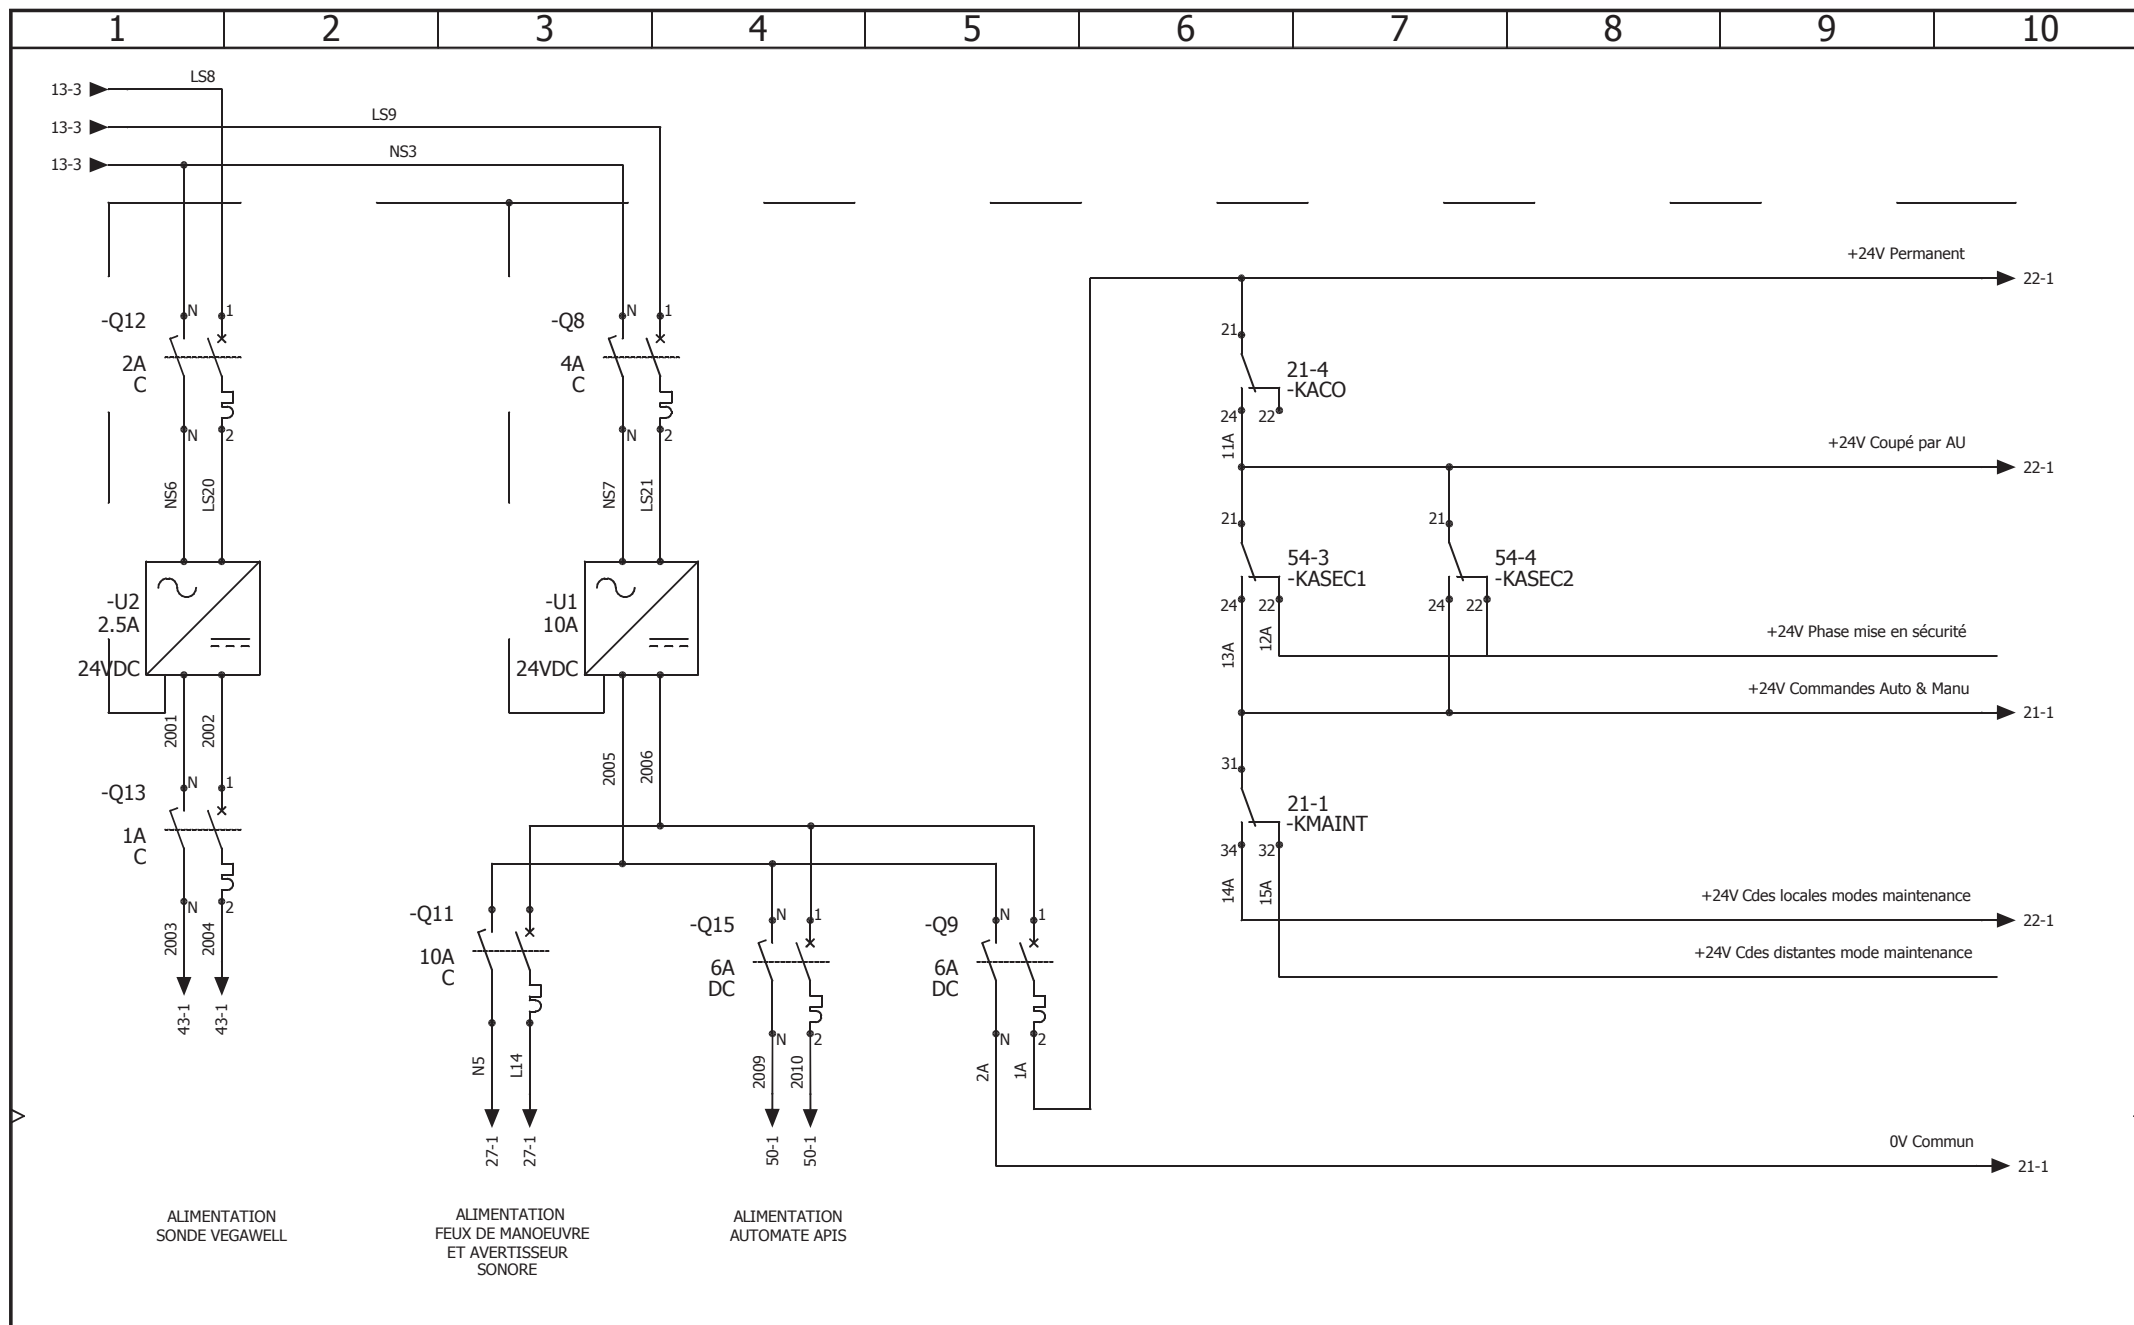 1 2 3 4 5 6 7 8 9 10
13-3 LS8
13-3 LS9
13-3 NS3
+24V Permanent
22-1
-Q12
2A
C
N 1
N 2
-Q8
4A
C
N 1
N 2
21
21-4
-KACO
24 22
11A
+24V Coupé par AU
22-1
NS6
LS20
NS7
LS21
21
54-3
-KASEC1
24 22
13A
12A
21
54-4
-KASEC2
24 22
-U2
2.5A
24VDC
-U1
10A
24VDC
+24V Phase mise en sécurité
+24V Commandes Auto & Manu
21-1
2001
2002
2005
2006
-Q13
1A
C
N 1
N 2
2003
2004
43-1
43-1
31
21-1
-KMAINT
34 32
14A
15A
+24V Cdes locales modes maintenance
22-1
+24V Cdes distantes mode maintenance
-Q11
10A
C
N5
L14
27-1
27-1
-Q15
6A
DC
N 1
N 2
2009
2010
50-1
50-1
-Q9
6A
DC
N 1
N 2
2A
1A
0V Commun
21-1
ALIMENTATION
SONDE VEGAWELL
ALIMENTATION
FEUX DE MANOEUVRE
ET AVERTISSEUR
SONORE
ALIMENTATION
AUTOMATE APIS